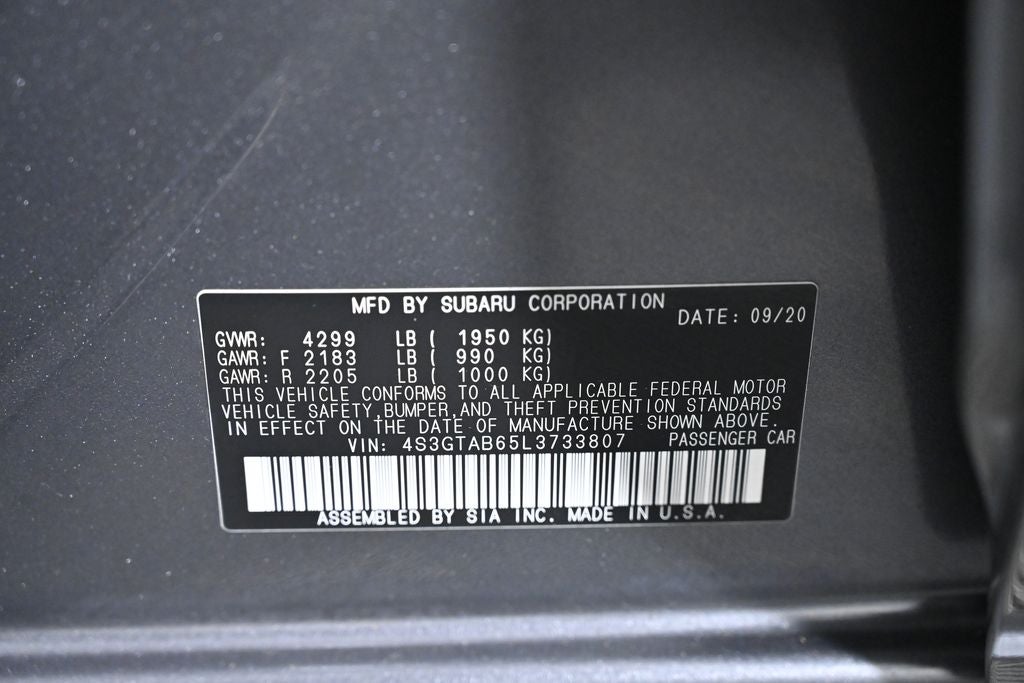 MFD BY SUBARU CORPORATION
DATE: 09/20
GVWR: 4299 LB ( 1950 KG)
GAWR: F 2183 LB ( 990 KG)
GAWR: R 2205 LB ( 1000 KG)
THIS VEHICLE CONFORMS TO ALL APPLICABLE FEDERAL MOTOR
VEHICLE SAFETY,BUMPER,AND THEFT PREVENTION STANDARDS
IN EFFECT ON THE DATE OF MANUFACTURE SHOWN ABOVE.
VIN: 4S3GTAB65L3733807 PASSENGER CAR
ASSEMBLED BY SIA INC. MADE IN U.S.A.